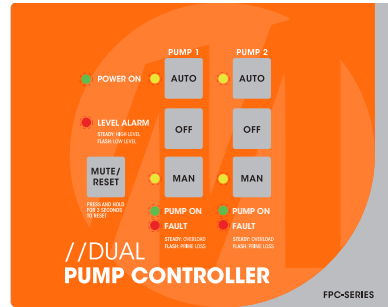 PUMP 1 PUMP 2
POWER ON AUTO AUTO
LEVEL ALARM
STEADY: HIGH LEVEL
FLASH: LOW LEVEL
OFF OFF
MUTE/
RESET
MAN MAN
PRESS AND HOLD
FOR 3 SECONDS
TO RESET
PUMP ON PUMP ON
FAULT FAULT
STEADY: OVERLOAD STEADY: OVERLOAD
FLASH: PRIME LOSS FLASH: PRIME LOSS
//DUAL
PUMP CONTROLLER
FPC-SERIES